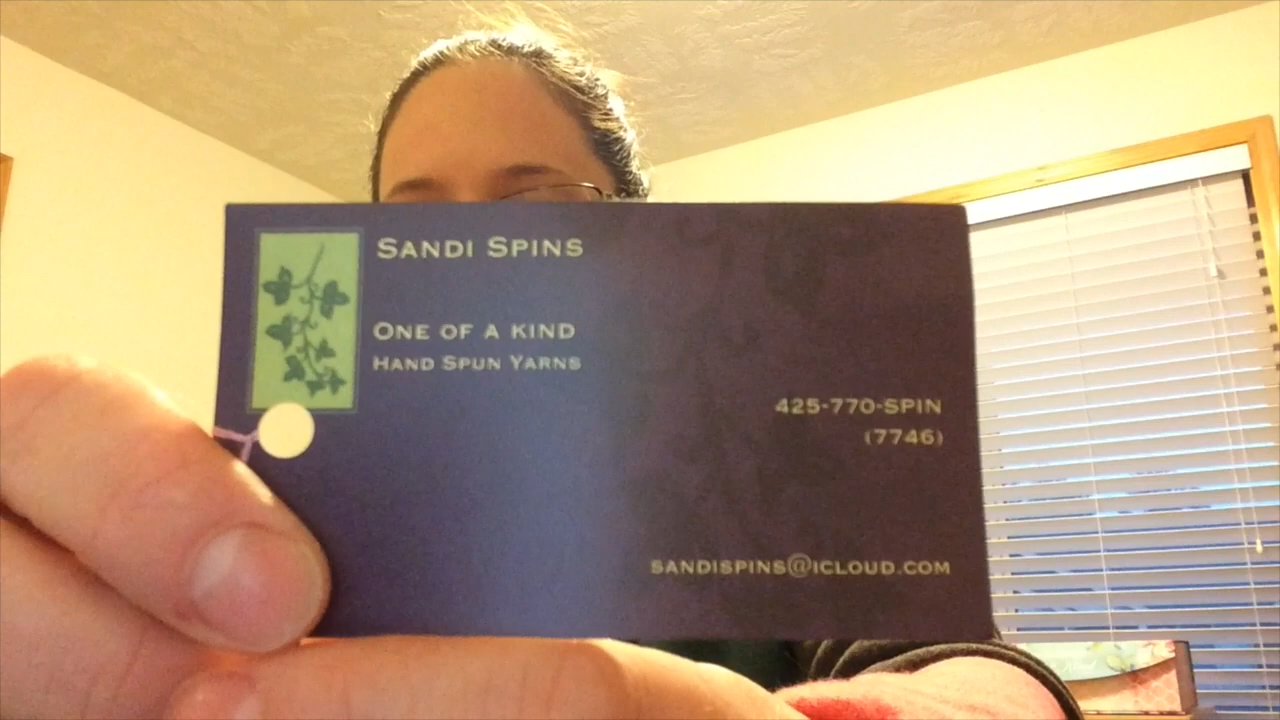 SANDI SPINS
ONE OF A KIND
HAND SPUN YARNS
425-770-SPIN
(7746)
SANDISPINS@ICLOUD.COM